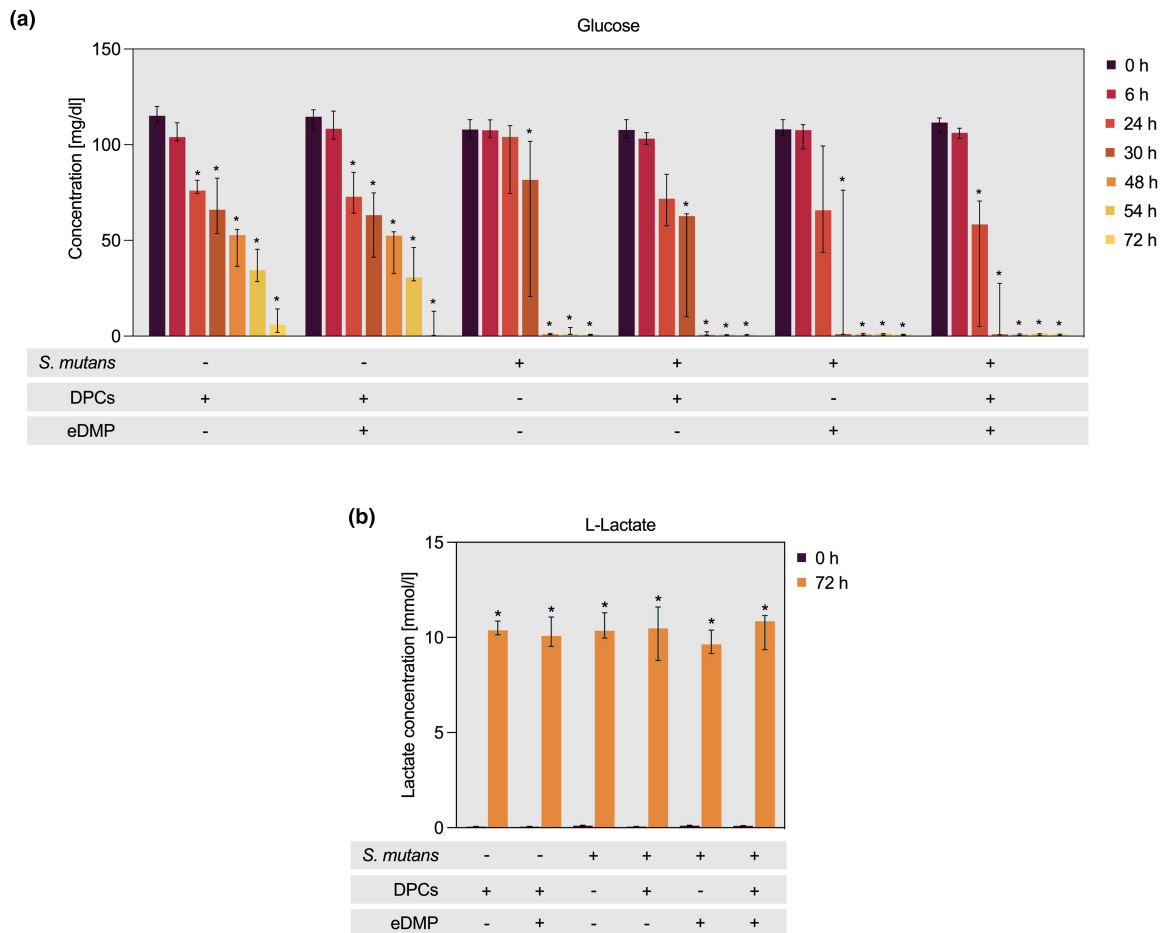 (a)
Glucose
Concentration [mg/dl]
150
100
50
0
* * * * *
* * * * *
* * * *
* * * *
* * * *
* * * * *
0 h
6 h
24 h
30 h
48 h
54 h
72 h
S. mutans - - + + + +
DPCs + + - + - +
eDMP - + - - + +
(b)
L-Lactate
Lactate concentration [mmol/l]
15
10
5
0
* * * * * *
0 h
72 h
S. mutans - - + + + +
DPCs + + - + - +
eDMP - + - - + +